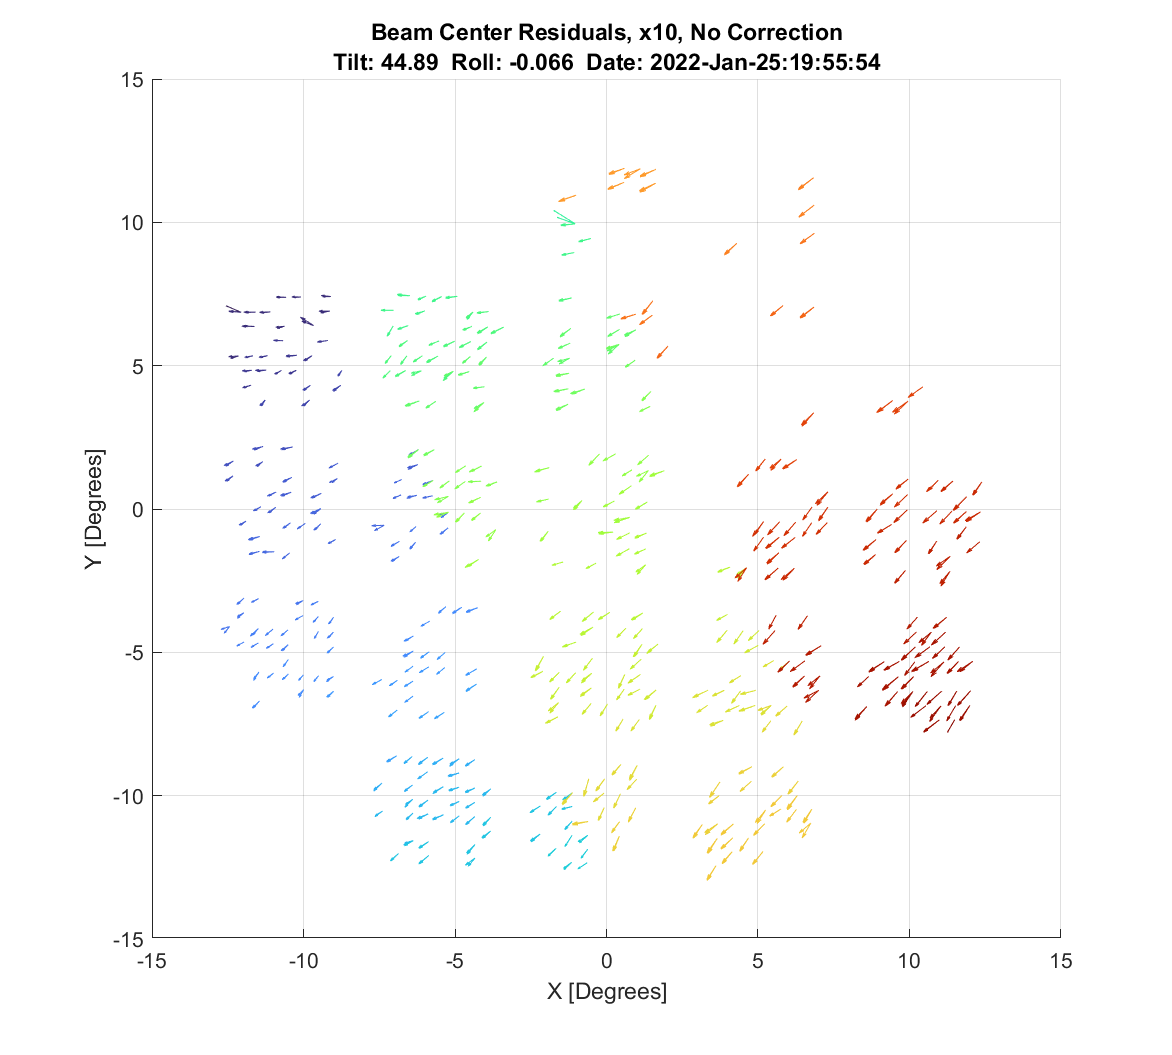 Beam Center Residuals, x10, No Correction
Tilt: 44.89  Roll: -0.066  Date: 2022-Jan-25:19:55:54
15
10
5
0
-5
-10
-15
Y [Degrees]
-15 -10 -5 0 5 10 15
X [Degrees]